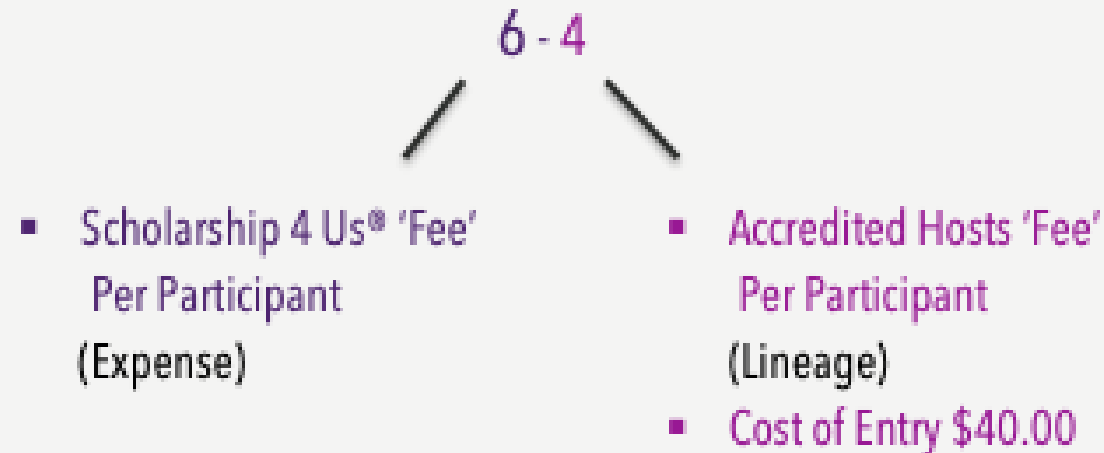 6 - 4
▪ Scholarship 4 Us® ‘Fee’
Per Participant
(Expense)
▪ Accredited Hosts ‘Fee’
Per Participant
(Lineage)
▪ Cost of Entry $40.00